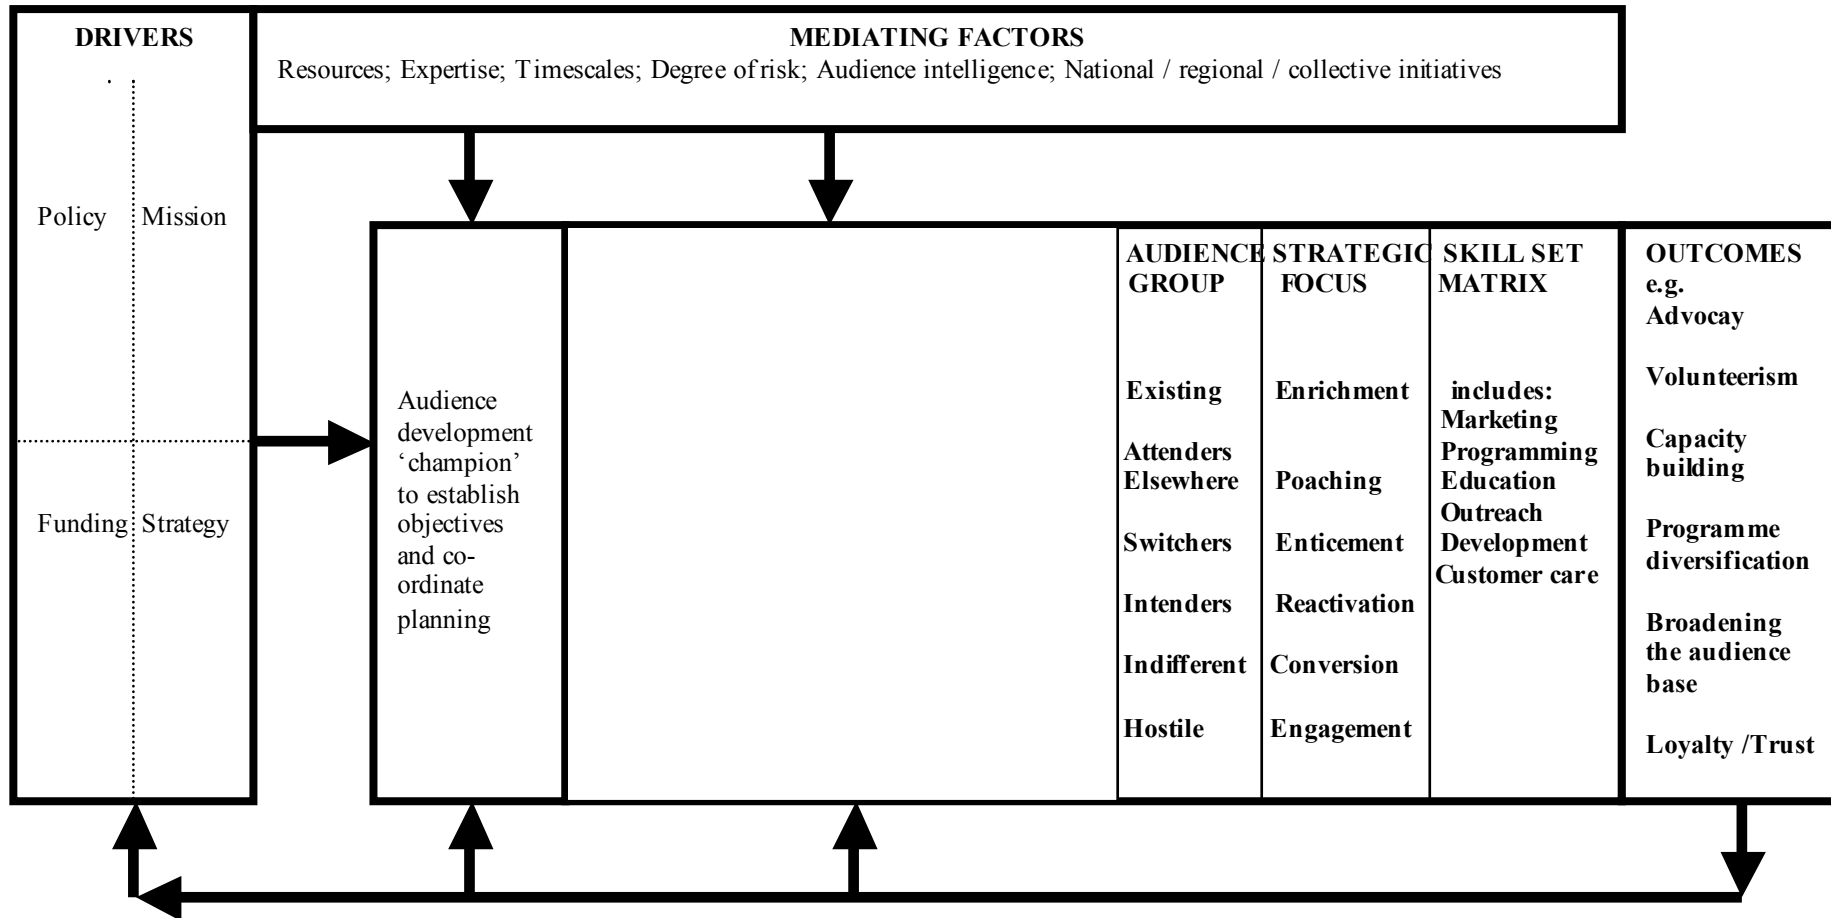 DRIVERS
Policy Mission
Funding Strategy
MEDIATING FACTORS
Resources; Expertise; Timescales; Degree of risk; Audience intelligence; National / regional / collective initiatives
Audience
development
‘champion’
to establish
objectives
and co-
ordinate
planning
AUDIENCE
GROUP
Existing
Attenders
Elsewhere
Switchers
Intenders
Indifferent
Hostile
STRATEGIC
FOCUS
Enrichment
Poaching
Enticement
Reactivation
Conversion
Engagement
SKILL SET
MATRIX
includes:
Marketing
Programming
Education
Outreach
Development
Customer care
OUTCOMES
e.g.
Advocay
Volunteerism
Capacity
building
Programme
diversification
Broadening
the audience
base
Loyalty /Trust